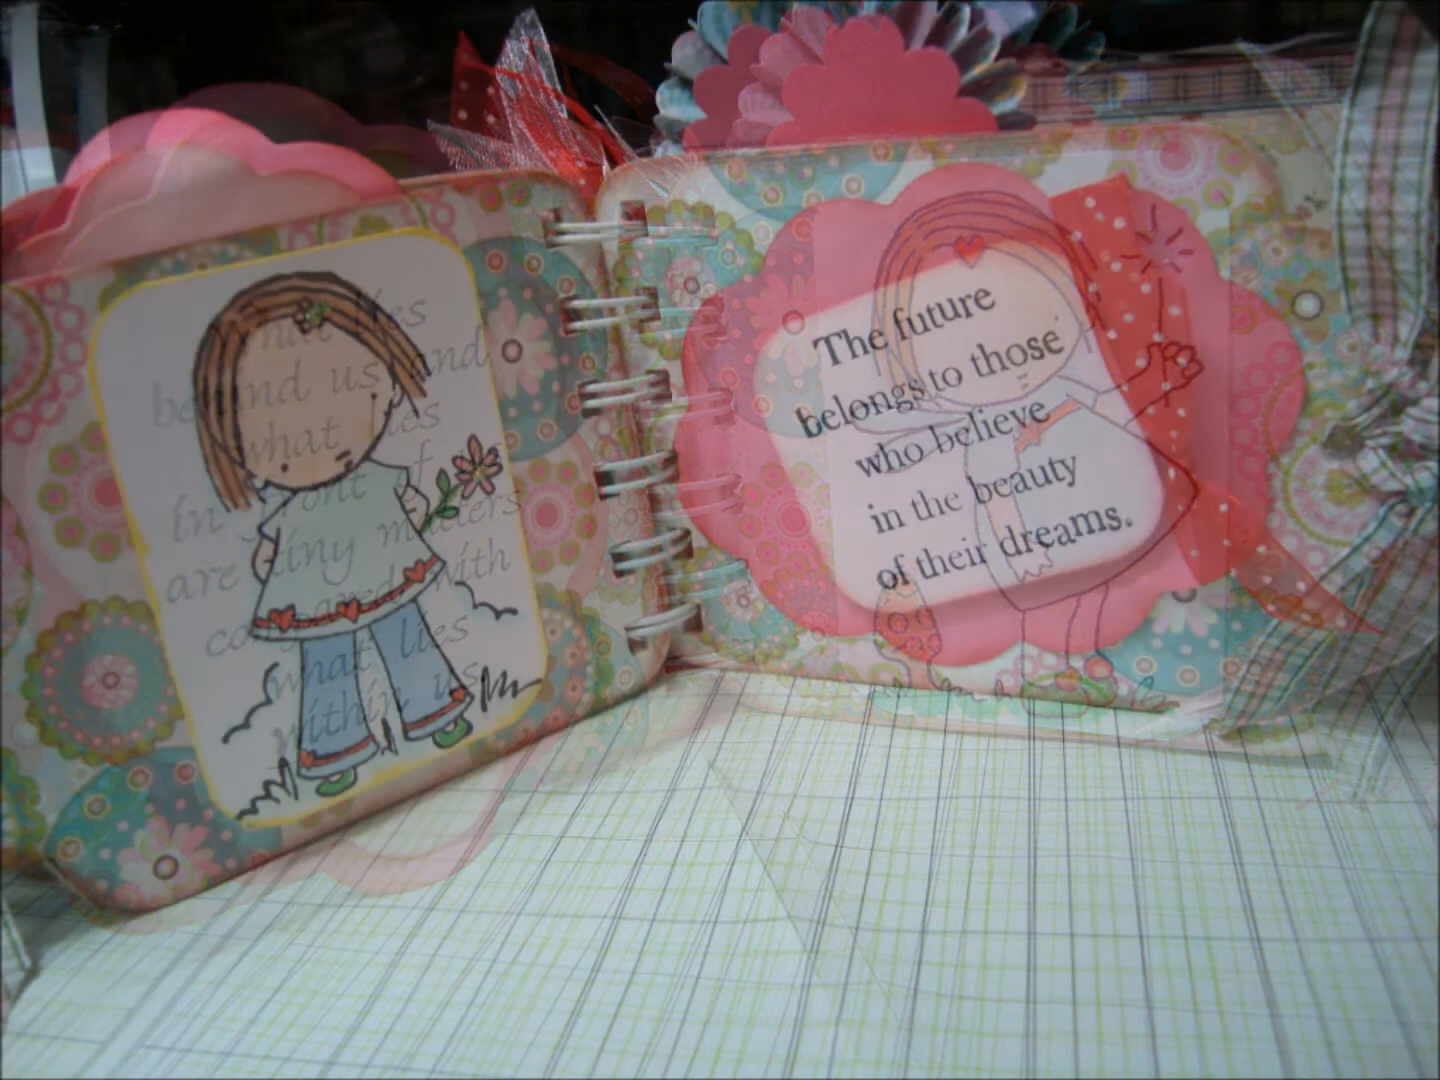 What lies
behind us and
what lies
in front of
are tiny matters
compared with
what lies
within us
The future
belongs to those
who believe
in the beauty
of their dreams.